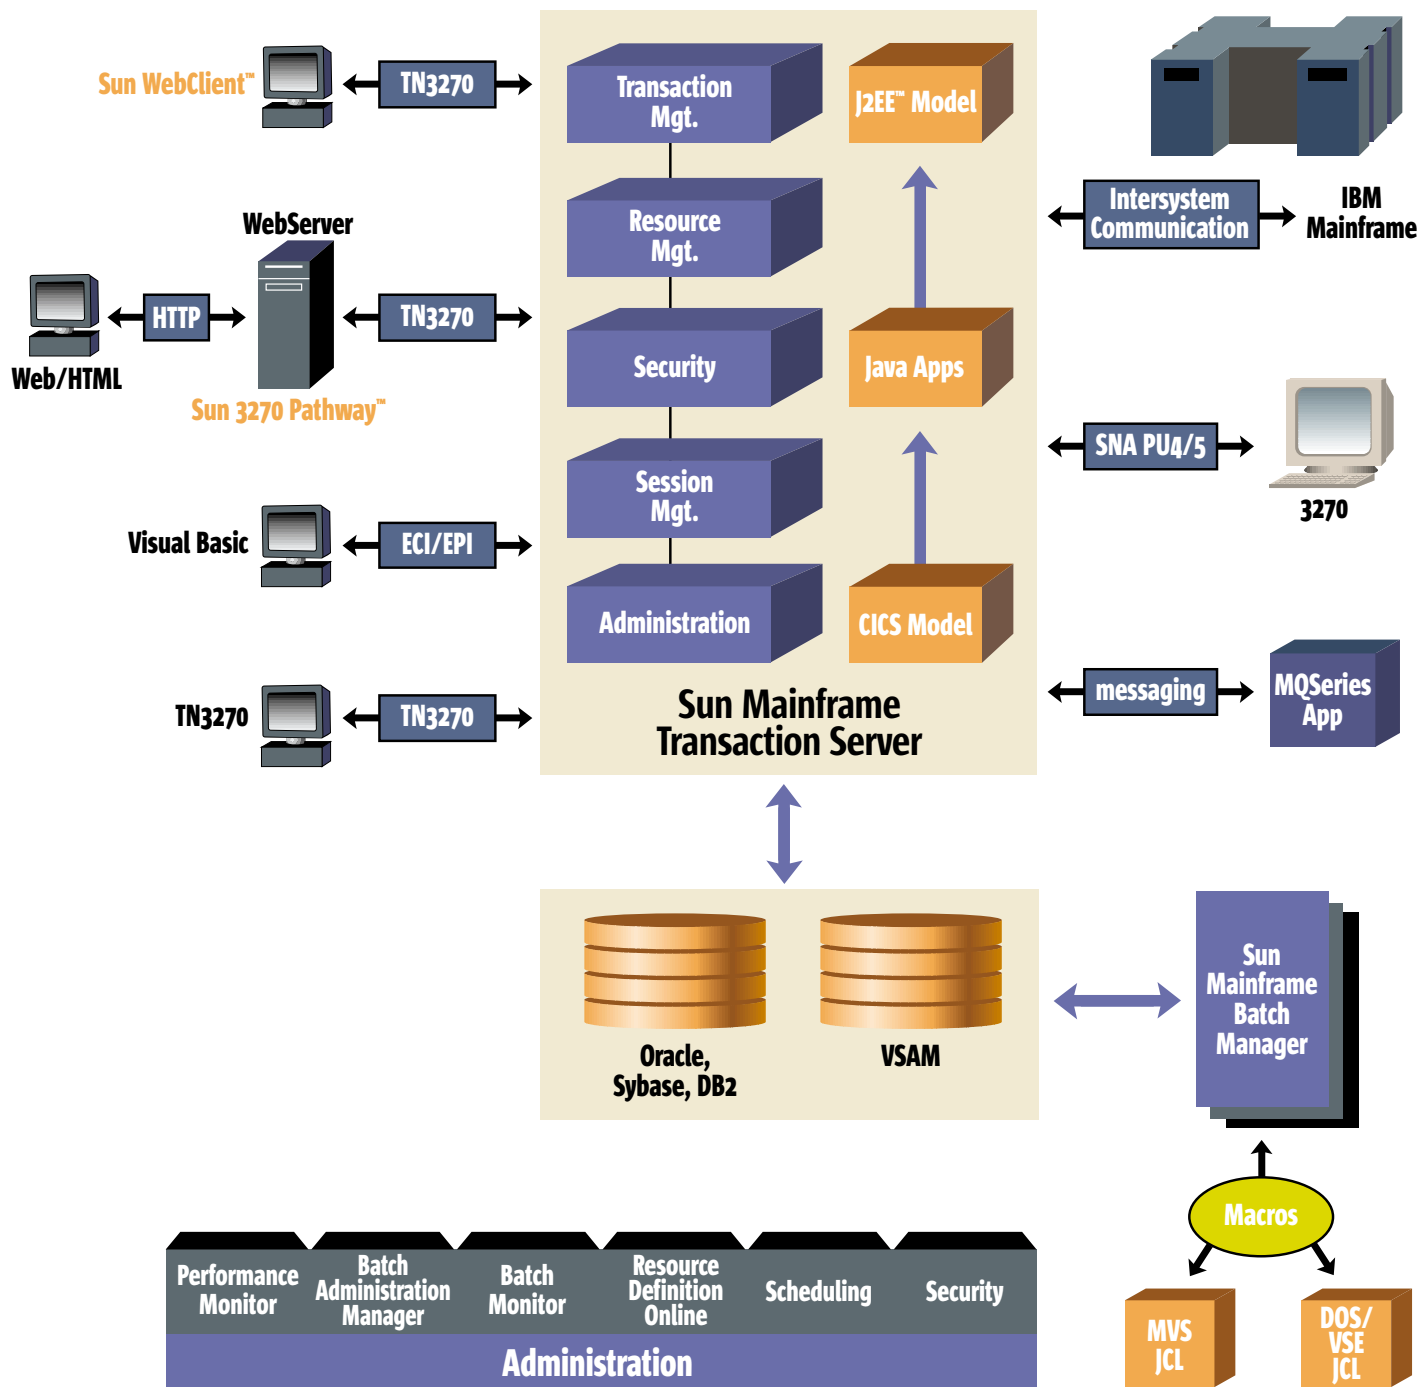 Sun WebClient™
TN3270
Transaction
Mgt.
J2EE™ Model
Intersystem
Communication
IBM
Mainframe
Resource
Mgt.
WebServer
HTTP
TN3270
Web/HTML
Sun 3270 Pathway™
Security
Java Apps
SNA PU4/5
3270
Session
Mgt.
Visual Basic
ECI/EPI
Administration
CICS Model
messaging
MQSeries
App
TN3270
TN3270
Sun Mainframe
Transaction Server
Oracle,
Sybase, DB2
VSAM
Sun
Mainframe
Batch
Manager
Macros
MVS
JCL
DOS/
VSE
JCL
Performance
Monitor
Batch
Administration
Manager
Batch
Monitor
Resource
Definition
Online
Scheduling
Security
Administration